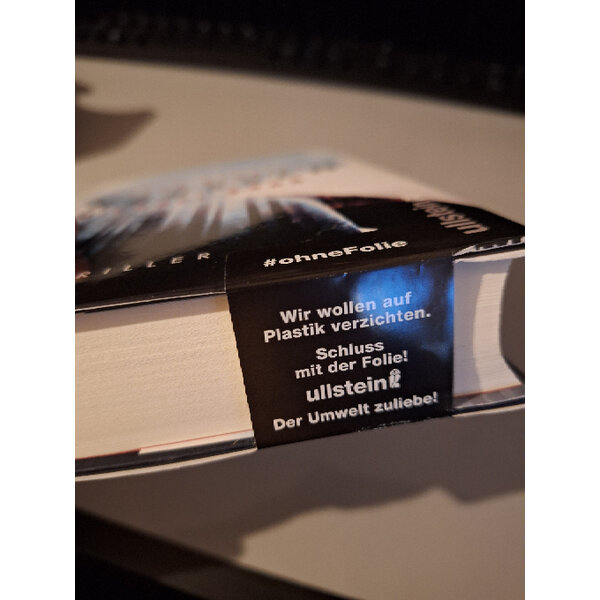 ullstein
RILLER
#ohneFolie
Wir wollen auf
Plastik verzichten.
Schluss
mit der Folie!
ullstein
Der Umwelt zuliebe!